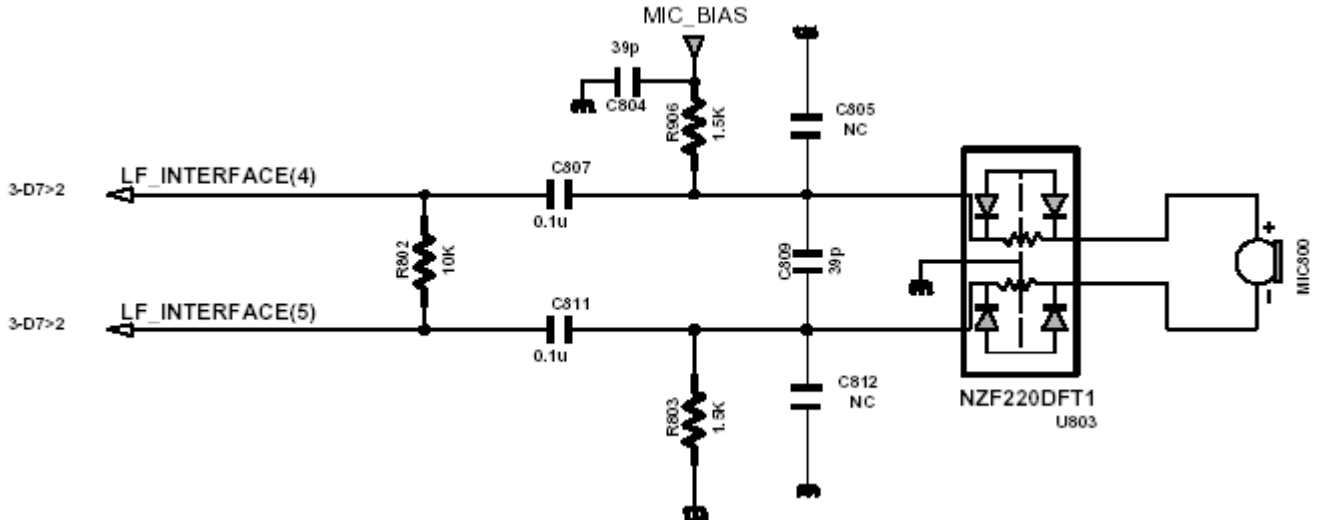 MIC_BIAS
39p
C804
R906
1.5K
C805
NC
3-D7>2
LF_INTERFACE(4)
C807
0.1u
R802
10K
C809
39p
MIC800
+
-
3-D7>2
LF_INTERFACE(5)
C811
0.1u
R803
1.5K
C812
NC
NZF220DFT1
U803